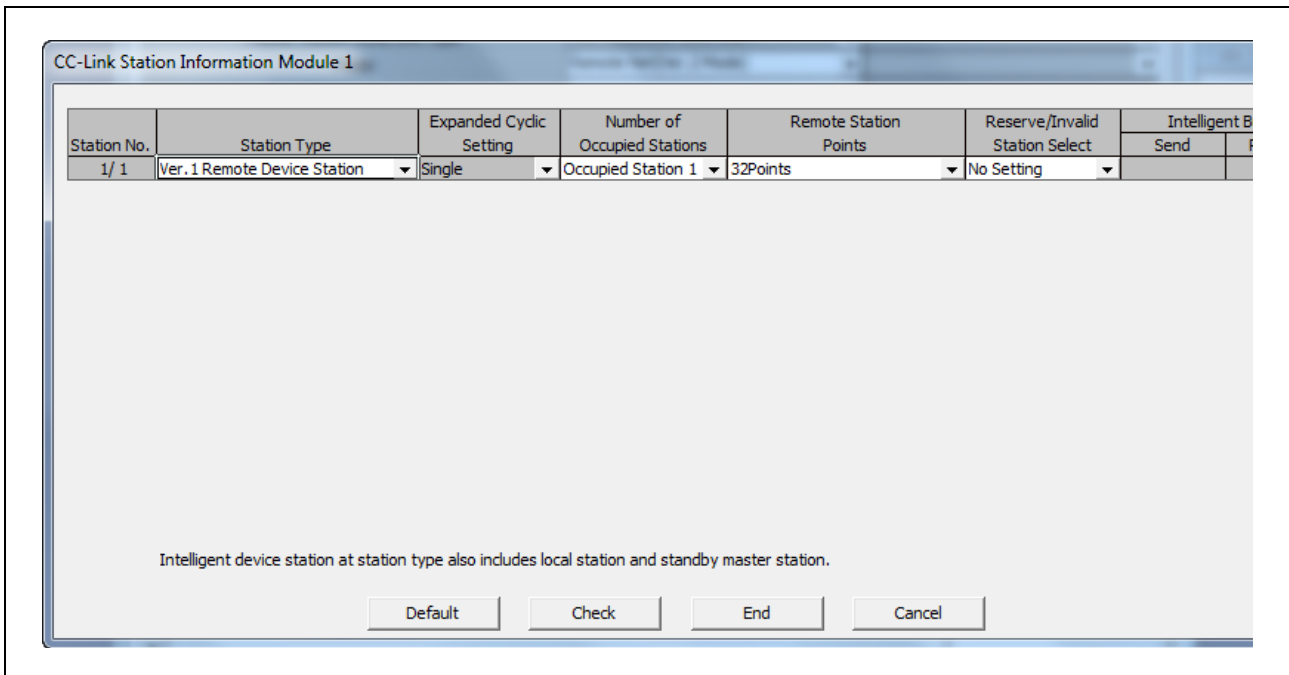 CC-Link Station Information Module 1
Expanded Cyclic Number of Remote Station Reserve/Invalid Intelligent B
Station No. Station Type Setting Occupied Stations Points Station Select Send
1/ 1 Ver.1 Remote Device Station Single Occupied Station 1 32Points No Setting
Intelligent device station at station type also includes local station and standby master station.
Default Check End Cancel